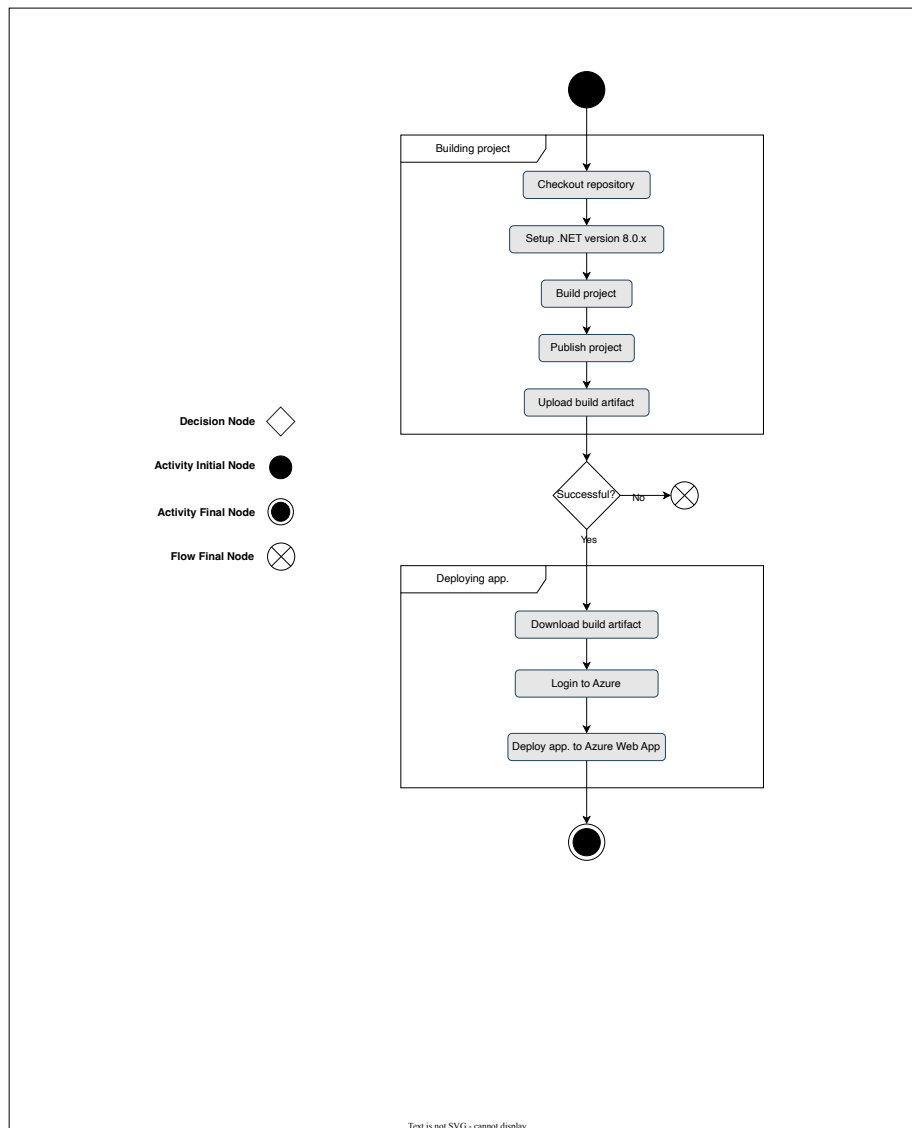 Building project
Checkout repository
Setup .NET version 8.0.x
Build project
Publish project
Upload build artifact
Decision Node
Activity Initial Node
Activity Final Node
Flow Final Node
Successful?
No
Yes
Deploying app.
Download build artifact
Login to Azure
Deploy app. to Azure Web App
Text is not SVG - cannot display